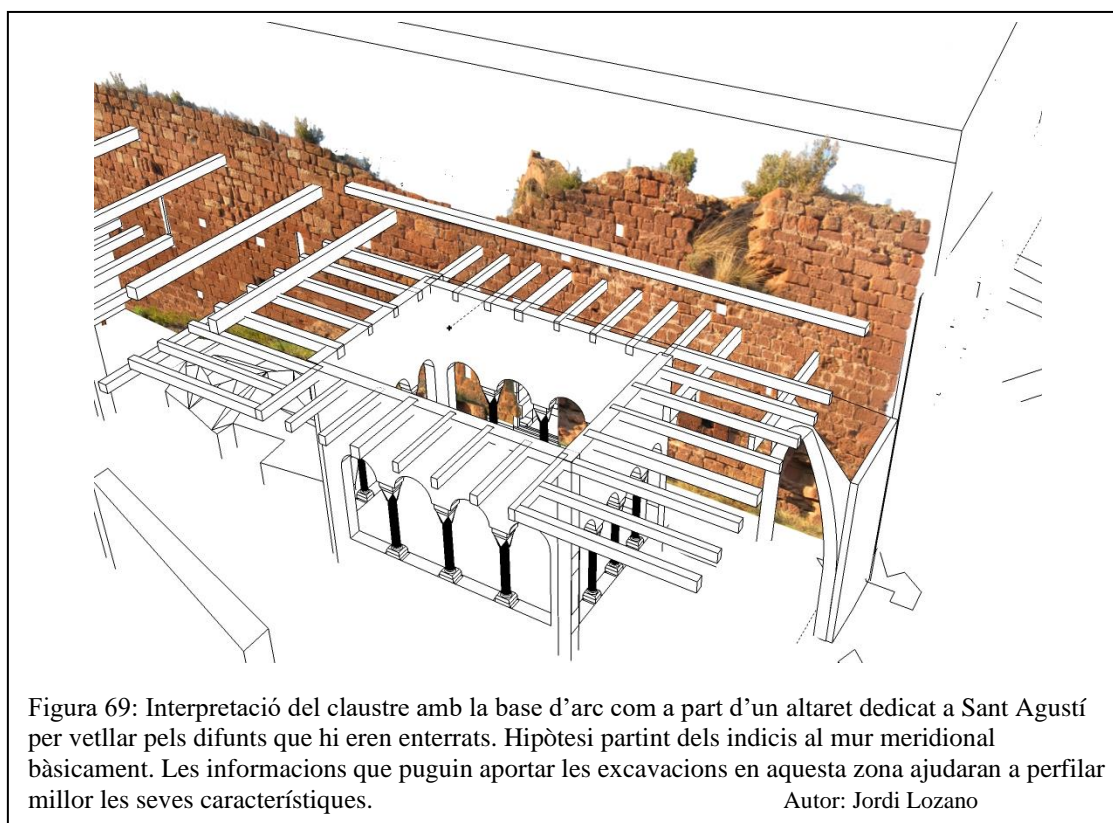 Figura 69: Interpretació del claustre amb la base d’arc com a part d’un altaret dedicat a Sant Agustí
per vetllar pels difunts que hi eren enterrats. Hipòtesi partint dels indicis al mur meridional
bàsicament. Les informacions que puguin aportar les excavacions en aquesta zona ajudaran a perfilar
millor les seves característiques. Autor: Jordi Lozano